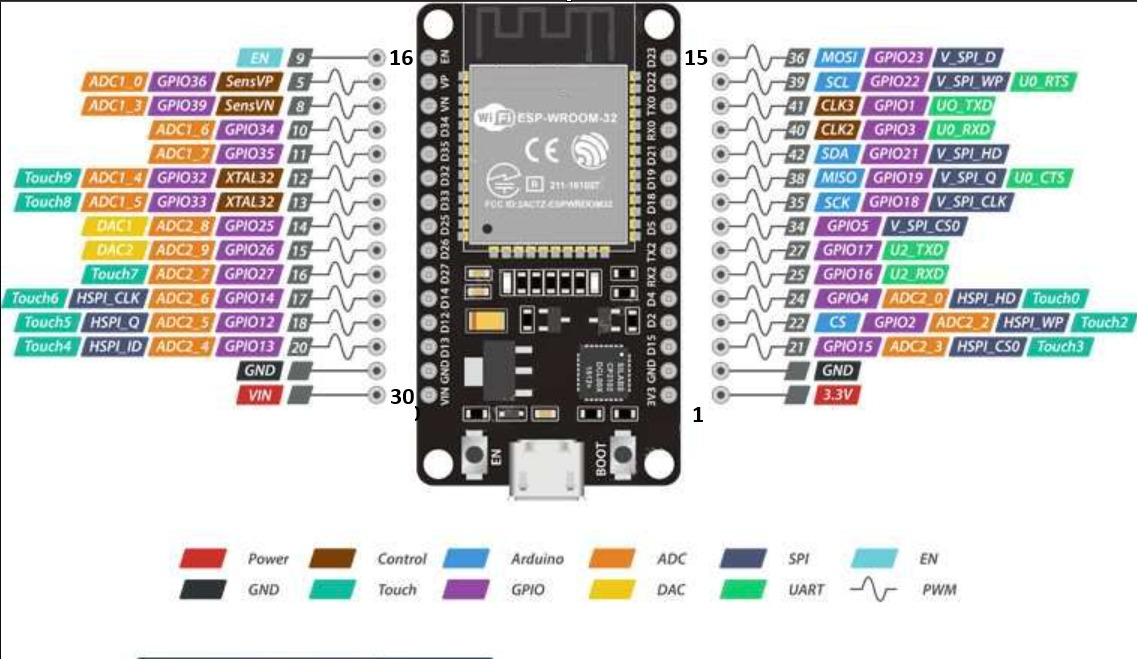 EN 9 16 EN D23 15 36 MOSI GPIO23 V_SPI_D
ADC1_0 GPIO36 SensVP 5 VP D22 39 SCL GPIO22 V_SPI_WP U0_RTS
ADC1_3 GPIO39 SensVN 8 VN TX0 41 CLK3 GPIO1 UO_TXD
ADC1_6 GPIO34 10 D34 RX0 40 CLK2 GPIO3 U0_RXD
ADC1_7 GPIO35 11 D35 D21 42 SDA GPIO21 V_SPI_HD
Touch9 ADC1_4 GPIO32 XTAL32 12 D32 D19 38 MISO GPIO19 V_SPI_Q U0_CTS
Touch8 ADC1_5 GPIO33 XTAL32 13 D33 D18 35 SCK GPIO18 V_SPI_CLK
DAC1 ADC2_8 GPIO25 14 D25 D5 34 GPIO5 V_SPI_CS0
DAC2 ADC2_9 GPIO26 15 D26 TX2 27 GPIO17 U2_TXD
Touch7 ADC2_7 GPIO27 16 D27 RX2 25 GPIO16 U2_RXD
Touch6 HSPI_CLK ADC2_6 GPIO14 17 D14 D4 24 GPIO4 ADC2_0 HSPI_HD Touch0
Touch5 HSPI_Q ADC2_5 GPIO12 18 D12 D2 22 CS GPIO2 ADC2_2 HSPI_WP Touch2
Touch4 HSPI_ID ADC2_4 GPIO13 20 D13 D15 21 GPIO15 ADC2_3 HSPI_CS0 Touch3
GND GND GND GND
VIN 30 VIN 3V3 1 3.3V
WiFi ESP-WROOM-32
CE
R 211-161007
FCC ID:2AC7Z-ESPWROOM32
SILABS
CP2102
EN BOOT
Power Control Arduino ADC SPI EN
GND Touch GPIO DAC UART PWM